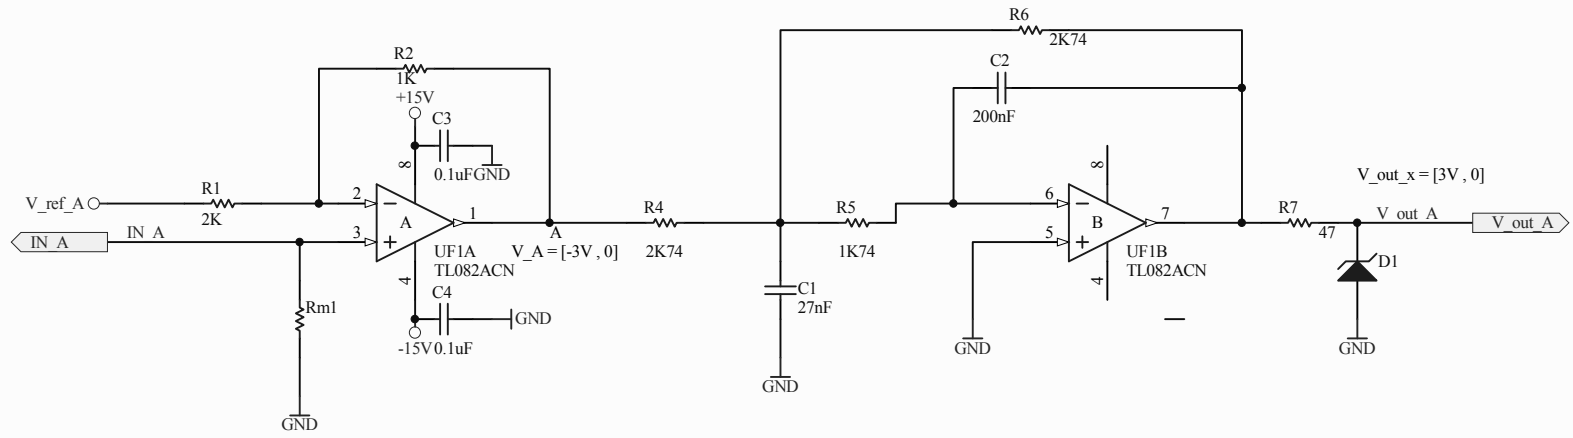 R6
2K74
R2
1K
+15V
C2
200nF
C3
0.1uF GND
8
8
V_ref_A
R1
2K
2
1
A
IN_A
IN_A
3
4
UF1A
TL082ACN
A
V_A = [-3V , 0]
R4
2K74
R5
1K74
6
5
7
B
4
UF1B
TL082ACN
V_out_x = [3V , 0]
R7
47
V_out_A
V_out_A
D1
Rm1
C4
0.1uF
-15V
GND
C1
27nF
GND
GND
GND
GND